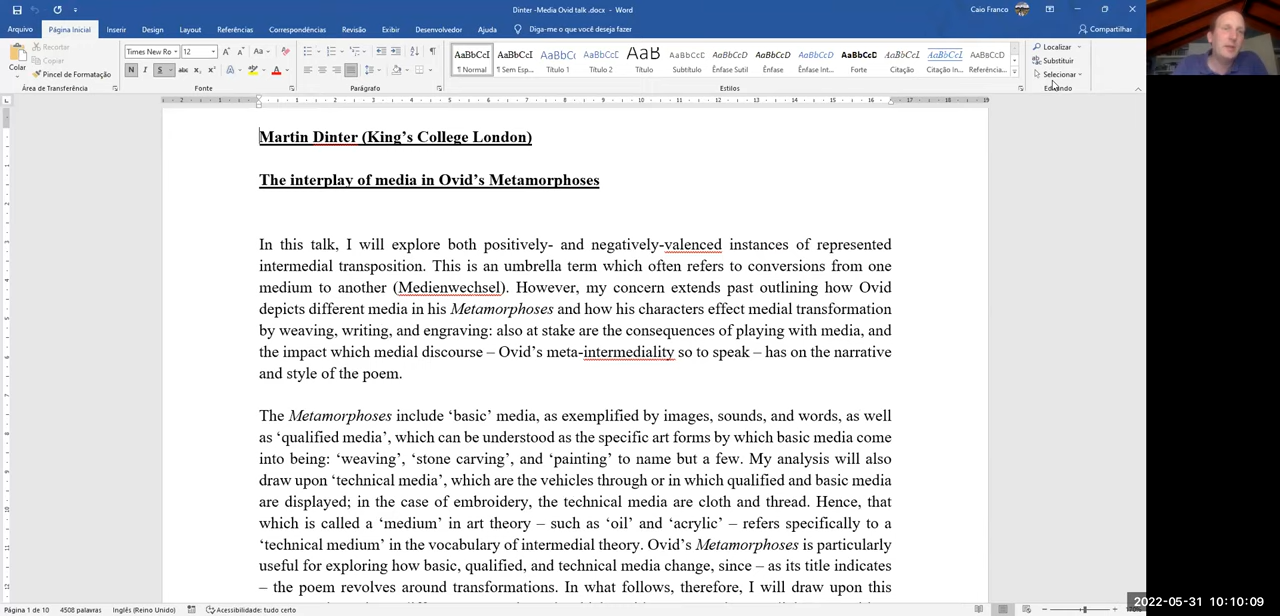 Dinter -Media Ovid talk .docx - Word
Caio Franco
Arquivo Página Inicial Inserir Design Layout Referências Correspondências Revisão Exibir Desenvolvedor Ajuda Diga-me o que você deseja fazer Compartilhar
Colar
Recortar
Copiar
Pincel de Formatação
Área de Transferência
Times New Ro 12
Fonte
Parágrafo
AaBbCcI AaBbCcI AaBbC AaBbCcI AaB AaBbCcC AaBbCcD AaBbCcD AaBbCcD AaBbCcD AaBbCcI AaBbCcI AaBbCcD
¶ Normal ¶ Sem Esp... Título 1 Título 2 Título Subtítulo Ênfase Sutil Ênfase Ênfase Int... Forte Citação Citação In... Referência...
Estilos
Localizar
Substituir
Selecionar
Martin Dinter (King's College London)
The interplay of media in Ovid's Metamorphoses
In this talk, I will explore both positively- and negatively-valenced instances of represented
intermedial transposition. This is an umbrella term which often refers to conversions from one
medium to another (Medienwechsel). However, my concern extends past outlining how Ovid
depicts different media in his Metamorphoses and how his characters effect medial transformation
by weaving, writing, and engraving: also at stake are the consequences of playing with media, and
the impact which medial discourse – Ovid's meta-intermediality so to speak – has on the narrative
and style of the poem.
The Metamorphoses include 'basic' media, as exemplified by images, sounds, and words, as well
as 'qualified media', which can be understood as the specific art forms by which basic media come
into being: 'weaving', 'stone carving', and 'painting' to name but a few. My analysis will also
draw upon 'technical media', which are the vehicles through or in which qualified and basic media
are displayed; in the case of embroidery, the technical media are cloth and thread. Hence, that
which is called a 'medium' in art theory – such as 'oil' and 'acrylic' – refers specifically to a
'technical medium' in the vocabulary of intermedial theory. Ovid's Metamorphoses is particularly
useful for exploring how basic, qualified, and technical media change, since – as its title indicates
– the poem revolves around transformations. In what follows, therefore, I will draw upon this
Página 1 de 10 4508 palavras Inglês (Reino Unido) Acessibilidade: tudo certo
2022-05-31 10:10:09